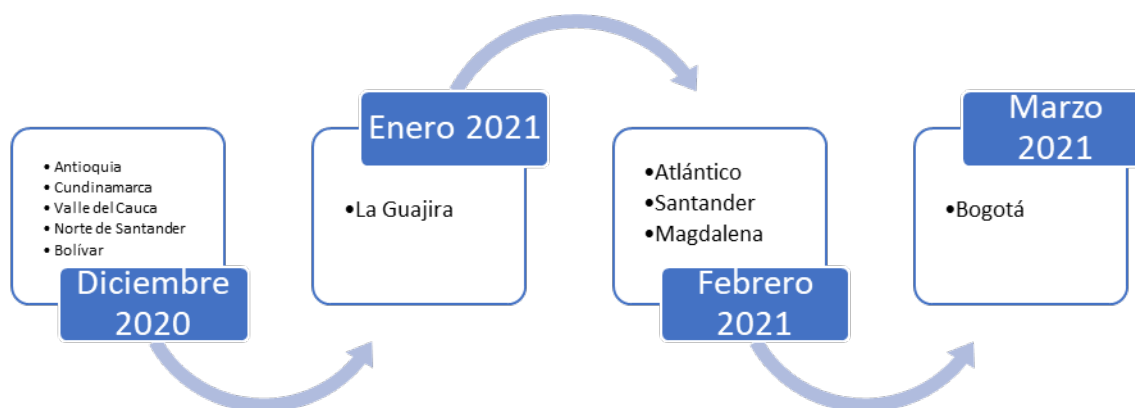 • Antioquia
• Cundinamarca
• Valle del Cauca
• Norte de Santander
• Bolívar
Diciembre
2020
Enero 2021
•La Guajira
•Atlántico
•Santander
•Magdalena
Febrero
2021
Marzo
2021
•Bogotá